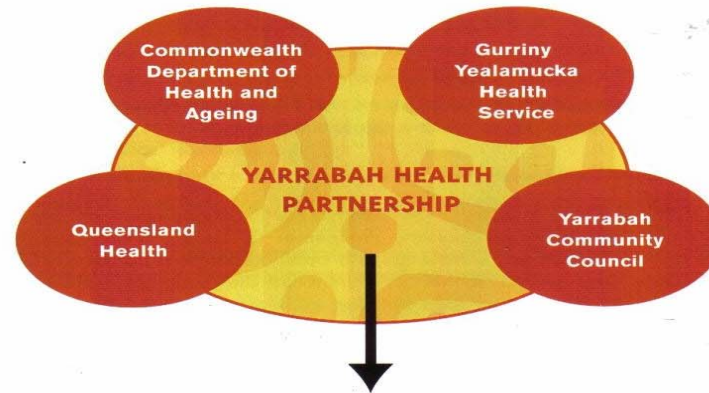 Commonwealth
Department of
Health and
Ageing
Gurriny
Yealamucka
Health
Service
YARRABAH HEALTH
PARTNERSHIP
Queensland
Health
Yarrabah
Community
Council